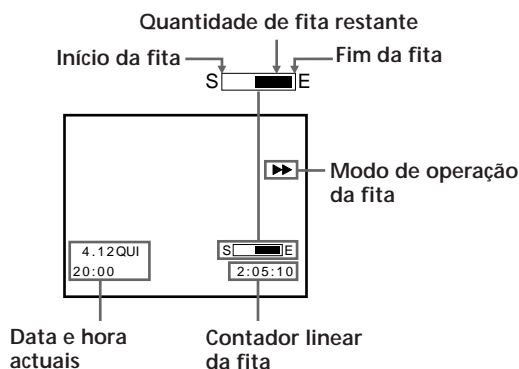 Quantidade de fita restante
Início da fita
Fim da fita
S E
Modo de operação
da fita
S E
4.12QUI
20:00
2:05:10
Data e hora
actuais
Contador linear
da fita